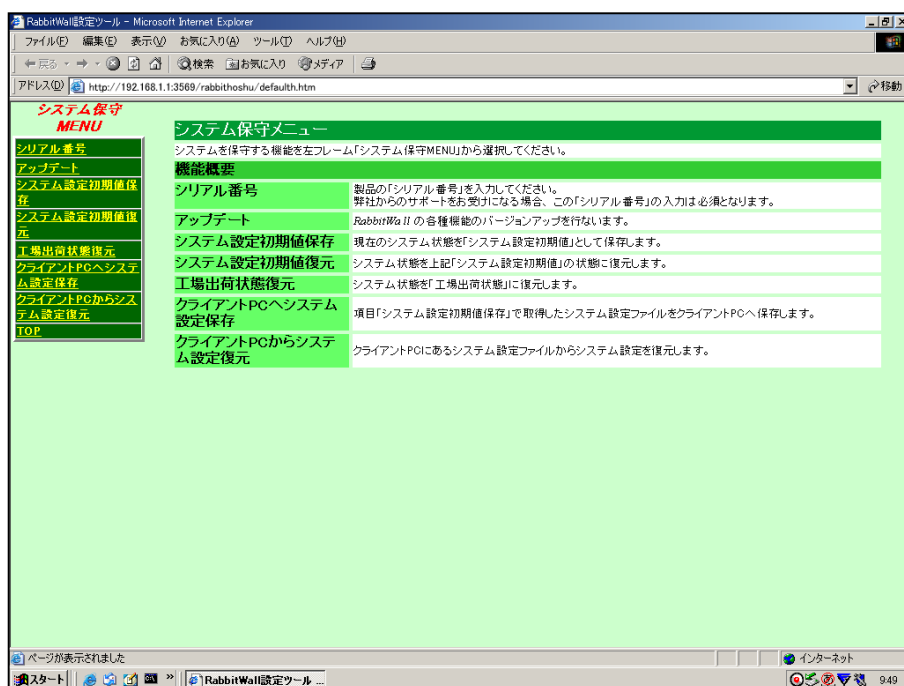 RabbitWall設定ツール - Microsoft Internet Explorer
ファイル(F) 編集(E) 表示(V) お気に入り(A) ツール(T) ヘルプ(H)
戻る 検索 お気に入り メディア
アドレス(D) http://192.168.1.1:3569/rabbithoshu/defaulth.htm 移動
システム保守
MENU
シリアル番号
アップデート
システム設定初期値保
存
システム設定初期値復
元
工場出荷状態復元
クライアントPCへシステ
ム設定保存
クライアントPCからシス
テム設定復元
TOP
システム保守メニュー
システムを保守する機能を左フレーム「システム保守MENU」から選択してください。
機能概要
シリアル番号
製品の「シリアル番号」を入力してください。
弊社からのサポートをお受けになる場合、この「シリアル番号」の入力は必須となります。
アップデート
RabbitWallの各種機能のバージョンアップを行ないます。
システム設定初期値保存
現在のシステム状態を「システム設定初期値」として保存します。
システム設定初期値復元
システム状態を上記「システム設定初期値」の状態に復元します。
工場出荷状態復元
システム状態を「工場出荷状態」に復元します。
クライアントPCへシステム
設定保存
項目「システム設定初期値保存」で取得したシステム設定ファイルをクライアントPCへ保存します。
クライアントPCからシステ
ム設定復元
クライアントPCにあるシステム設定ファイルからシステム設定を復元します。
ページが表示されました インターネット
スタート » RabbitWall設定ツール ... 9:49